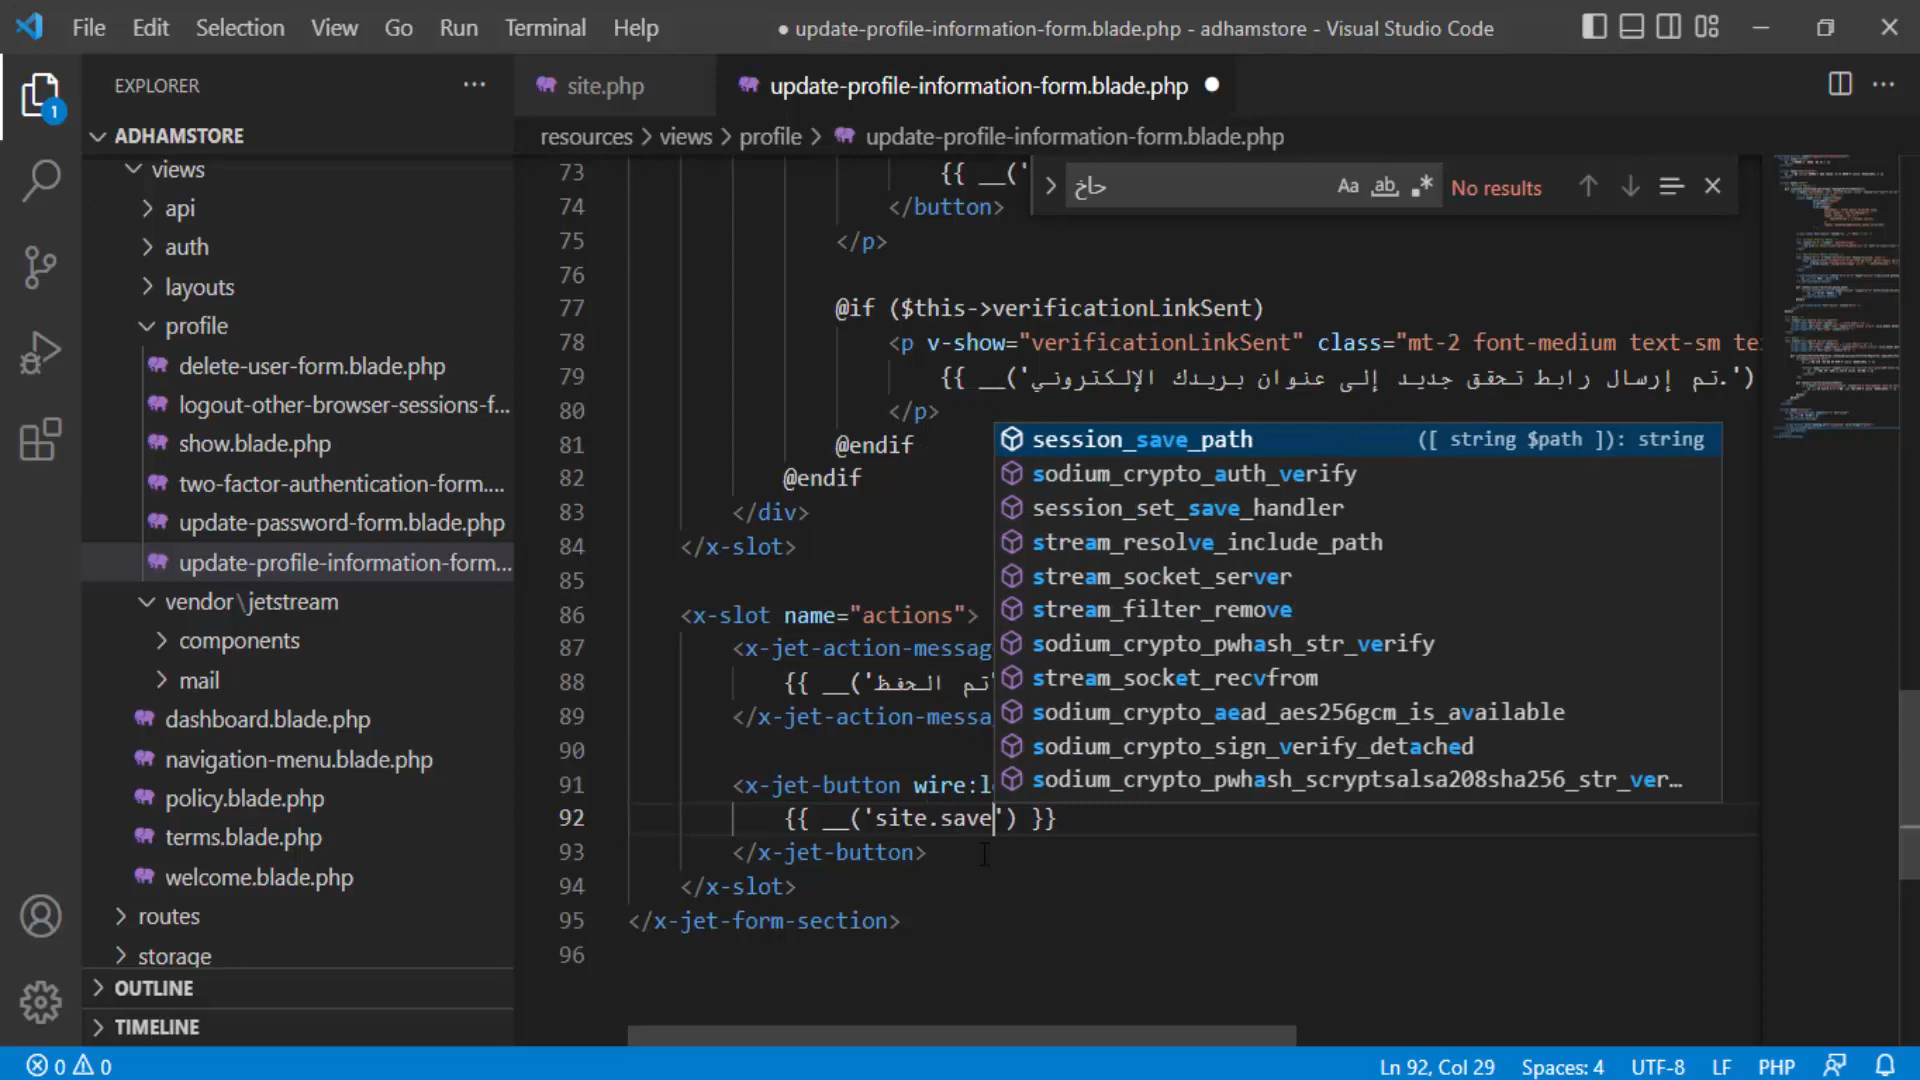 File Edit Selection View Go Run Terminal Help
● update-profile-information-form.blade.php - adhamstore - Visual Studio Code
EXPLORER
site.php
update-profile-information-form.blade.php
ADHAMSTORE
resources > views > profile > update-profile-information-form.blade.php
views
api
auth
layouts
profile
delete-user-form.blade.php
logout-other-browser-sessions-f...
show.blade.php
two-factor-authentication-form....
update-password-form.blade.php
update-profile-information-form...
vendor\jetstream
components
mail
dashboard.blade.php
navigation-menu.blade.php
policy.blade.php
terms.blade.php
welcome.blade.php
routes
storage
OUTLINE
TIMELINE
1
حاخ
Aa ab .* No results
73 {{ __('
74 </button>
75 </p>
76
77 @if ($this->verificationLinkSent)
78 <p v-show="verificationLinkSent" class="mt-2 font-medium text-sm te
79 {{ __('تم إرسال رابط تحقق جديد إلى عنوان بريدك الإلكتروني.')
80 </p>
81 @endif
82 @endif
83 </div>
84 </x-slot>
85
86 <x-slot name="actions">
87 <x-jet-action-messag
88 {{ __('تم الحفظ'
89 </x-jet-action-messa
90
91 <x-jet-button wire:l
92 {{ __('site.save') }}
93 </x-jet-button>
94 </x-slot>
95 </x-jet-form-section>
96
session_save_path ([ string $path ]): string
sodium_crypto_auth_verify
session_set_save_handler
stream_resolve_include_path
stream_socket_server
stream_filter_remove
sodium_crypto_pwhash_str_verify
stream_socket_recvfrom
sodium_crypto_aead_aes256gcm_is_available
sodium_crypto_sign_verify_detached
sodium_crypto_pwhash_scryptsalsa208sha256_str_ver…
0 0
Ln 92, Col 29 Spaces: 4 UTF-8 LF PHP